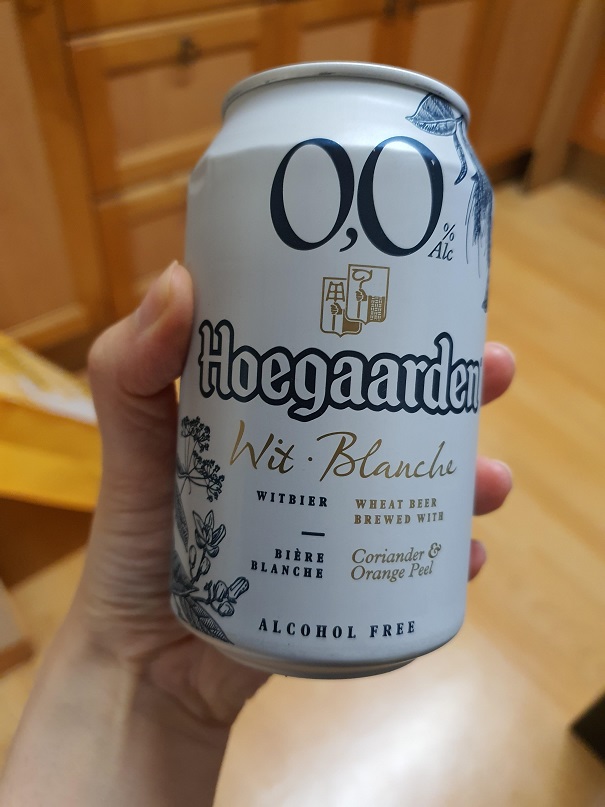 0,0
%
Alc
Hoegaarden
Wit · Blanche
WITBIER
WHEAT BEER
BREWED WITH
BIÈRE
BLANCHE
Coriander &
Orange Peel
ALCOHOL FREE